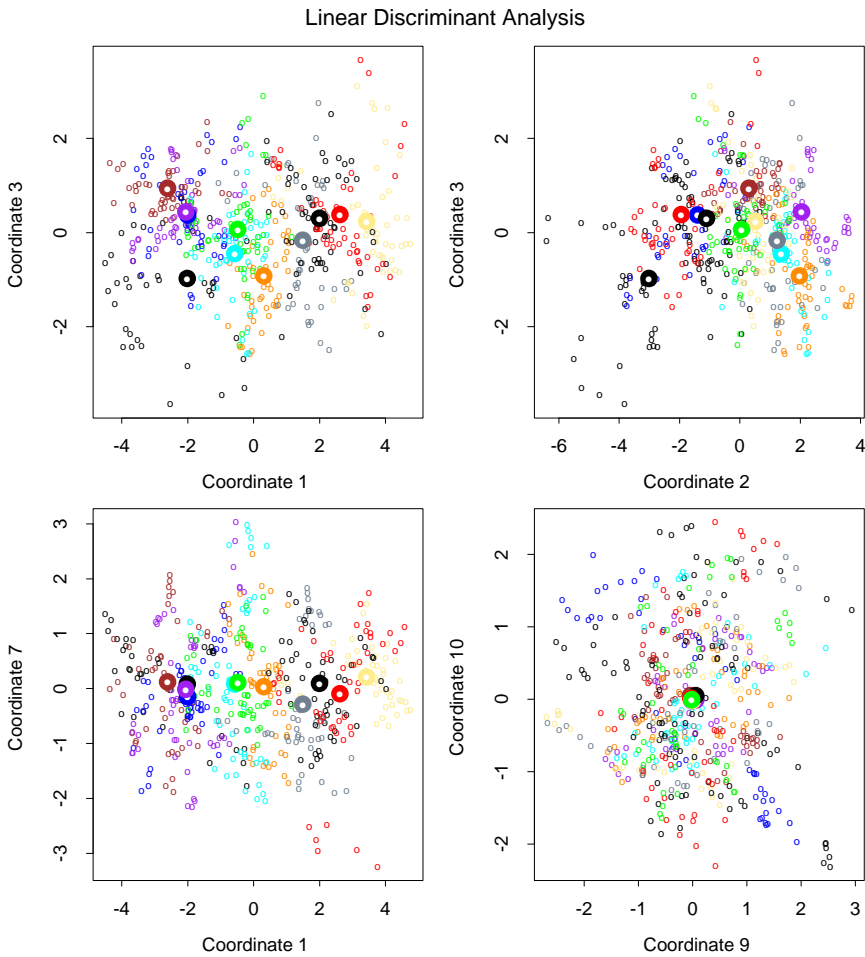 Linear Discriminant Analysis
Coordinate 3
2
0
-2
-4 -2 0 2 4
Coordinate 1
Coordinate 3
2
0
-2
-6 -4 -2 0 2 4
Coordinate 2
Coordinate 7
3
2
1
0
-1
-2
-3
-4 -2 0 2 4
Coordinate 1
Coordinate 10
2
1
0
-1
-2
-3 -2 -1 0 1 2 3
Coordinate 9